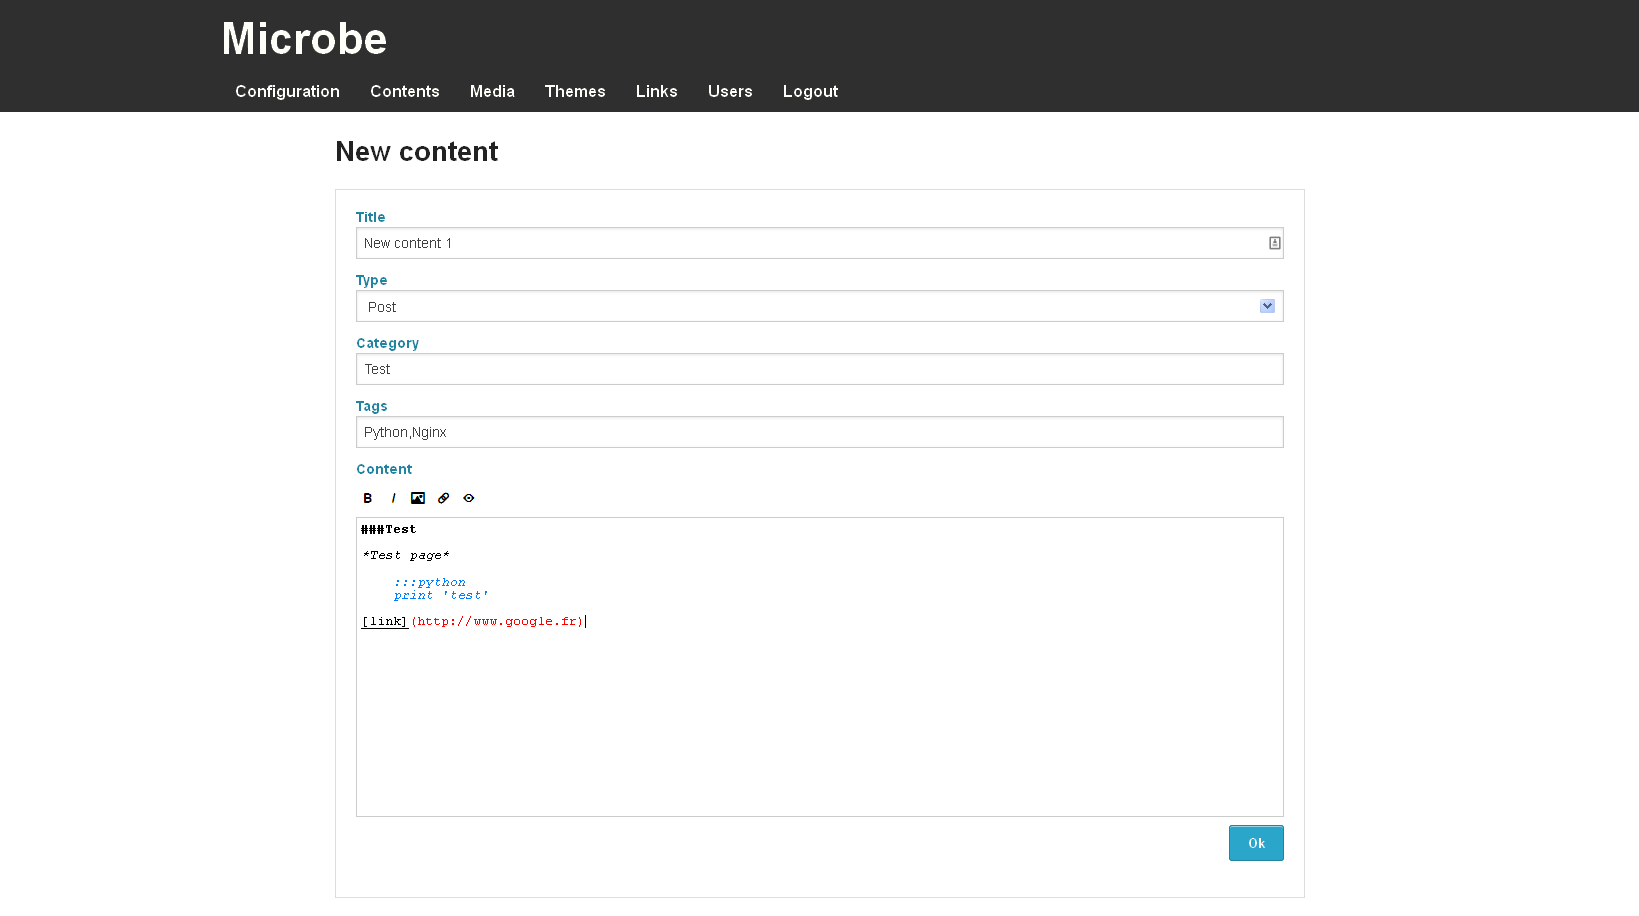 Microbe
Configuration Contents Media Themes Links Users Logout
New content
Title
New content 1
Type
Post
Category
Test
Tags
Python,Nginx
Content
B I
###Test
*Test page*
:::python
print 'test'
[link](http://www.google.fr)
Ok